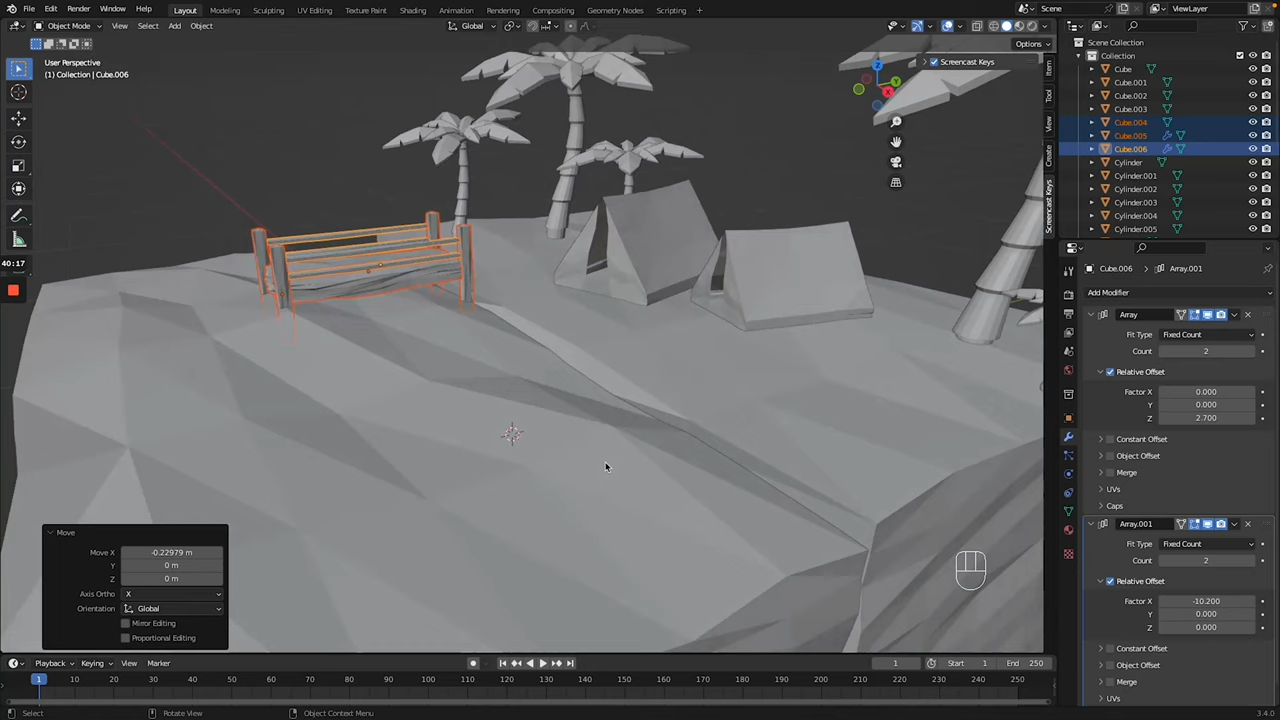 File Edit Render Window Help Layout Modeling Sculpting UV Editing Texture Paint Shading Animation Rendering Compositing Geometry Nodes Scripting Scene ViewLayer
Object Mode View Select Add Object Global
Options
User Perspective
(1) Collection | Cube.006
Screencast Keys
Z
Y
X
Item
Tool
View
Create
Screencast Keys
Scene Collection
Collection
Cube
Cube.001
Cube.002
Cube.003
Cube.004
Cube.005
Cube.006
Cylinder
Cylinder.001
Cylinder.002
Cylinder.003
Cylinder.004
Cylinder.005
40:17
Cube.006 Array.001
Add Modifier
Array
Fit Type Fixed Count
Count 2
Relative Offset
Factor X 0.000
Y 0.000
Z 2.700
Constant Offset
Object Offset
Merge
UVs
Caps
Array.001
Fit Type Fixed Count
Count 2
Relative Offset
Factor X -10.200
Y 0.000
Z 0.000
Constant Offset
Object Offset
Merge
UVs
Move
Move X -0.22979 m
Y 0 m
Z 0 m
Axis Ortho X
Orientation Global
Mirror Editing
Proportional Editing
Playback Keying View Marker 1 Start 1 End 250
1 10 20 30 40 50 60 70 80 90 100 110 120 130 140 150 160 170 180 190 200 210 220 230 240 250
Select Rotate View Object Context Menu 3.4.0